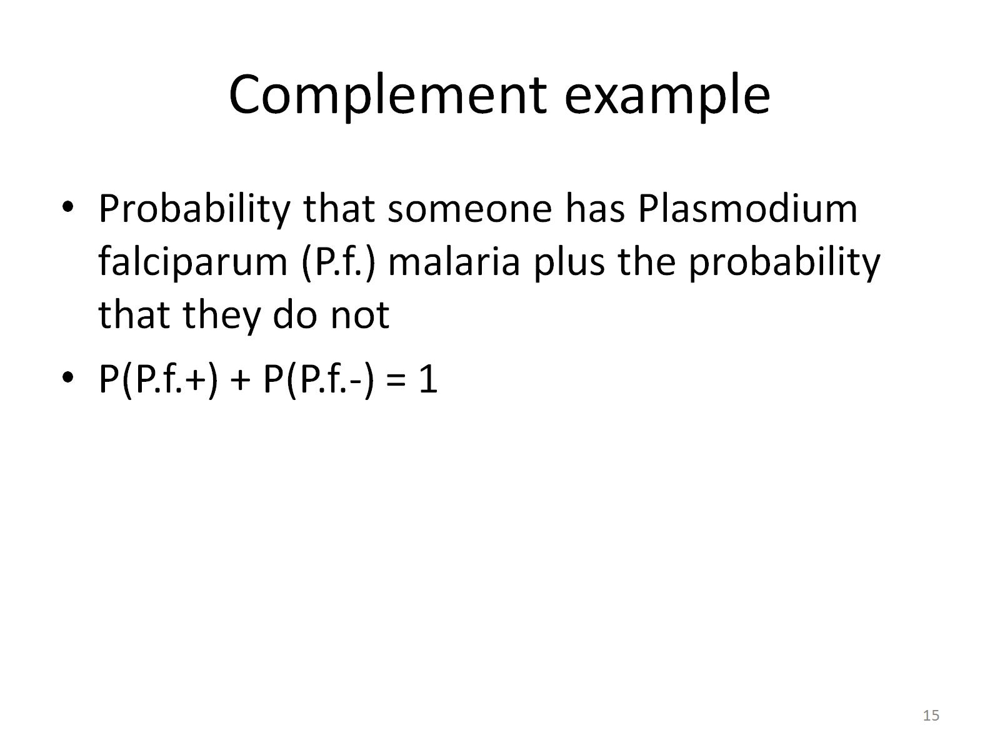 Complement example
• Probability that someone has Plasmodium
falciparum (P.f.) malaria plus the probability
that they do not
• P(P.f.+) + P(P.f.-) = 1
15